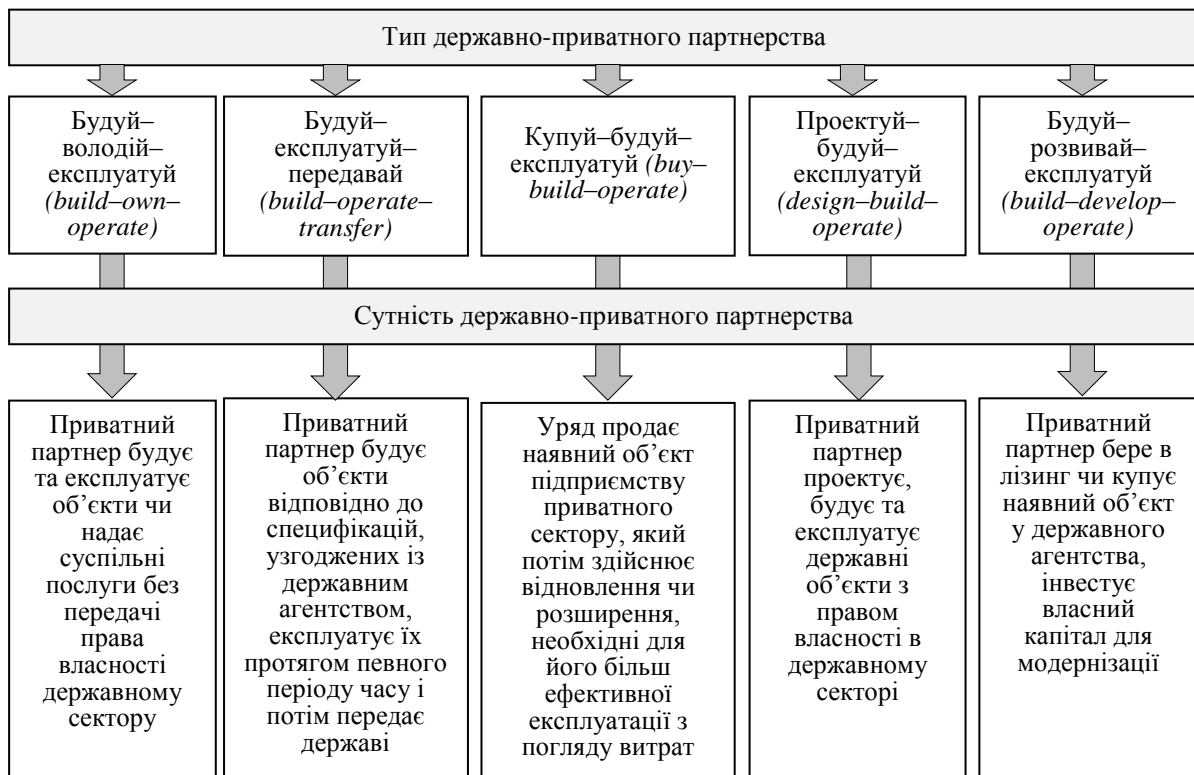 Тип державно-приватного партнерства
Будуй–
володій–
експлуатуй
(build–own–
operate)
Будуй–
експлуатуй–
передавай
(build–operate–
transfer)
Купуй–будуй–
експлуатуй (buy–
build–operate)
Проектуй–
будуй–
експлуатуй
(design–build–
operate)
Будуй–
розвивай–
експлуатуй
(build–develop–
operate)
Сутність державно-приватного партнерства
Приватний
партнер будує
та експлуатує
об’єкти чи
надає
суспільні
послуги без
передачі
права
власності
державному
сектору
Приватний
партнер будує
об’єкти
відповідно до
специфікацій,
узгоджених із
державним
агентством,
експлуатує їх
протягом певного
періоду часу і
потім передає
державі
Уряд продає
наявний об’єкт
підприємству
приватного
сектору, який
потім здійснює
відновлення чи
розширення,
необхідні для
його більш
ефективної
експлуатації з
погляду витрат
Приватний
партнер
проектує,
будує та
експлуатує
державні
об’єкти з
правом
власності в
державному
секторі
Приватний
партнер бере в
лізинг чи купує
наявний об’єкт
у державного
агентства,
інвестує
власний
капітал для
модернізації